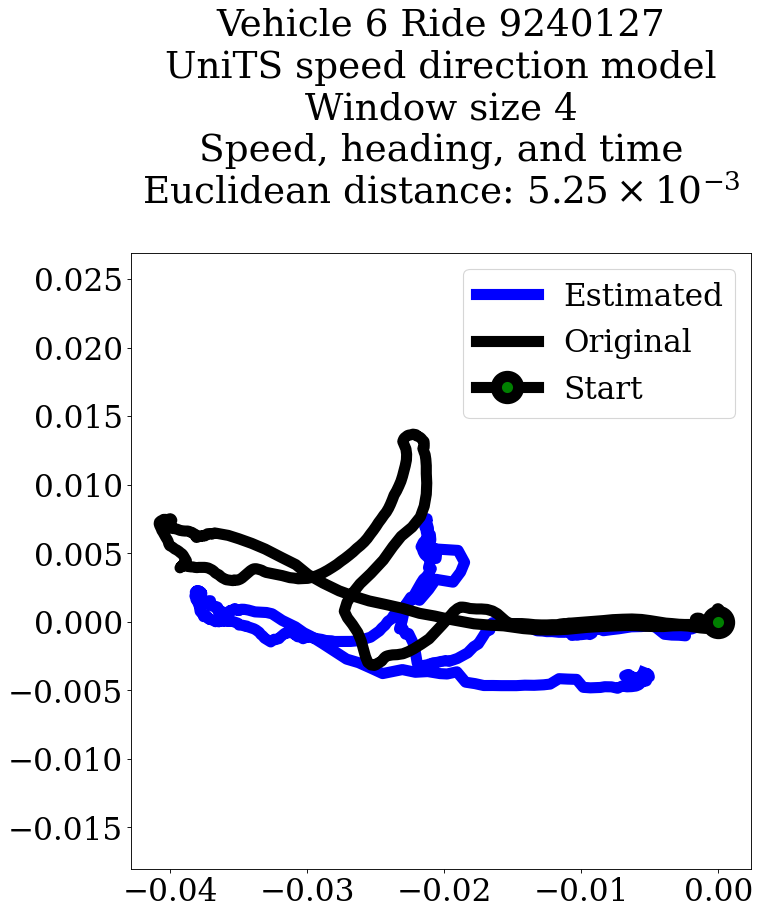 Vehicle 6 Ride 9240127
UniTS speed direction model
Window size 4
Speed, heading, and time
Euclidean distance: 5.25 × 10⁻³
Estimated
Original
Start
0.025
0.020
0.015
0.010
0.005
0.000
−0.005
−0.010
−0.015
−0.04 −0.03 −0.02 −0.01 0.00